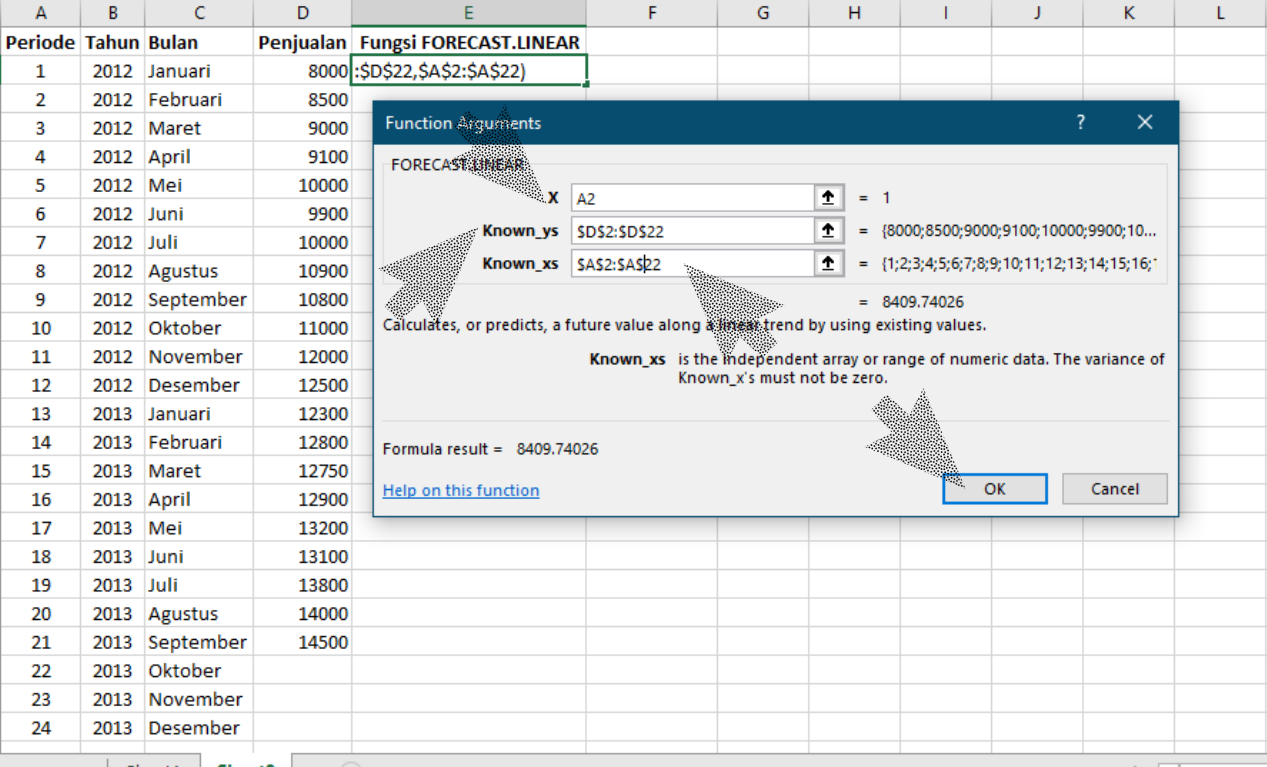 A B C D E F G H I J K L
Periode Tahun Bulan Penjualan Fungsi FORECAST.LINEAR
1 2012 Januari 8000 :$D$22,$A$2:$A$22)
2 2012 Februari 8500
3 2012 Maret 9000
4 2012 April 9100
5 2012 Mei 10000
6 2012 Juni 9900
7 2012 Juli 10000
8 2012 Agustus 10900
9 2012 September 10800
10 2012 Oktober 11000
11 2012 November 12000
12 2012 Desember 12500
13 2013 Januari 12300
14 2013 Februari 12800
15 2013 Maret 12750
16 2013 April 12900
17 2013 Mei 13200
18 2013 Juni 13100
19 2013 Juli 13800
20 2013 Agustus 14000
21 2013 September 14500
22 2013 Oktober
23 2013 November
24 2013 Desember
Function Arguments ? ×
FORECAST.LINEAR
X A2 = 1
Known_ys $D$2:$D$22 = {8000;8500;9000;9100;10000;9900;10...
Known_xs $A$2:$A$22 = {1;2;3;4;5;6;7;8;9;10;11;12;13;14;15;16;
= 8409.74026
Calculates, or predicts, a future value along a linear trend by using existing values.
Known_xs is the independent array or range of numeric data. The variance of
Known_x's must not be zero.
Formula result = 8409.74026
Help on this function OK Cancel